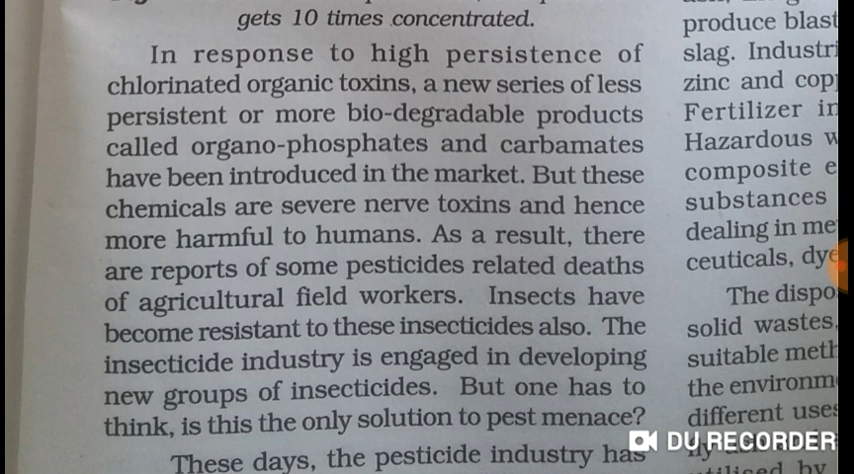 gets 10 times concentrated.
In response to high persistence of
chlorinated organic toxins, a new series of less
persistent or more bio-degradable products
called organo-phosphates and carbamates
have been introduced in the market. But these
chemicals are severe nerve toxins and hence
more harmful to humans. As a result, there
are reports of some pesticides related deaths
of agricultural field workers. Insects have
become resistant to these insecticides also. The
insecticide industry is engaged in developing
new groups of insecticides. But one has to
think, is this the only solution to pest menace?
These days, the pesticide industry has
produce blast
slag. Industri
zinc and cop
Fertilizer in
Hazardous w
composite e
substances
dealing in me
ceuticals, dye
The dispo
solid wastes,
suitable meth
the environm
different uses
utilised by
DU RECORDER